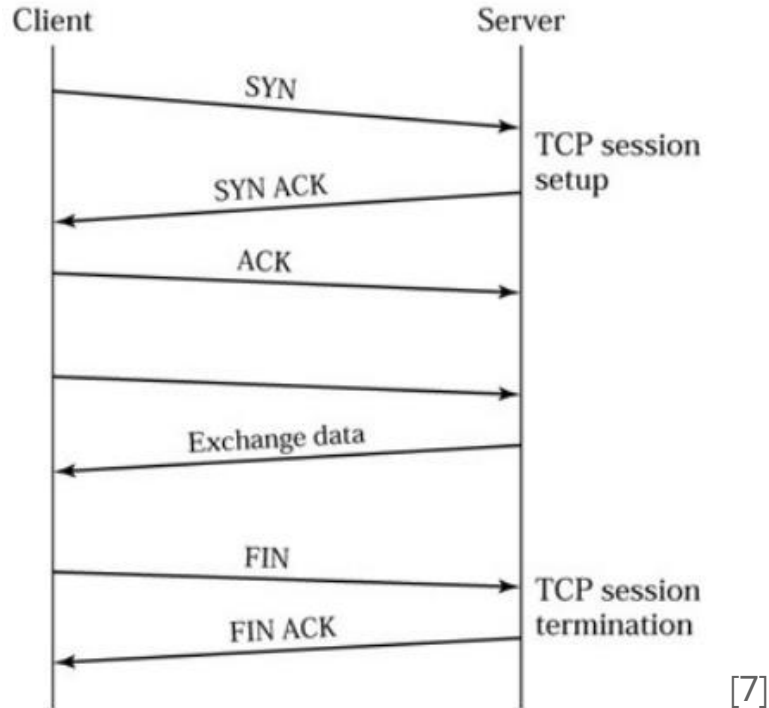 Client
Server
SYN
TCP session
setup
SYN ACK
ACK
Exchange data
FIN
TCP session
termination
FIN ACK
[7]